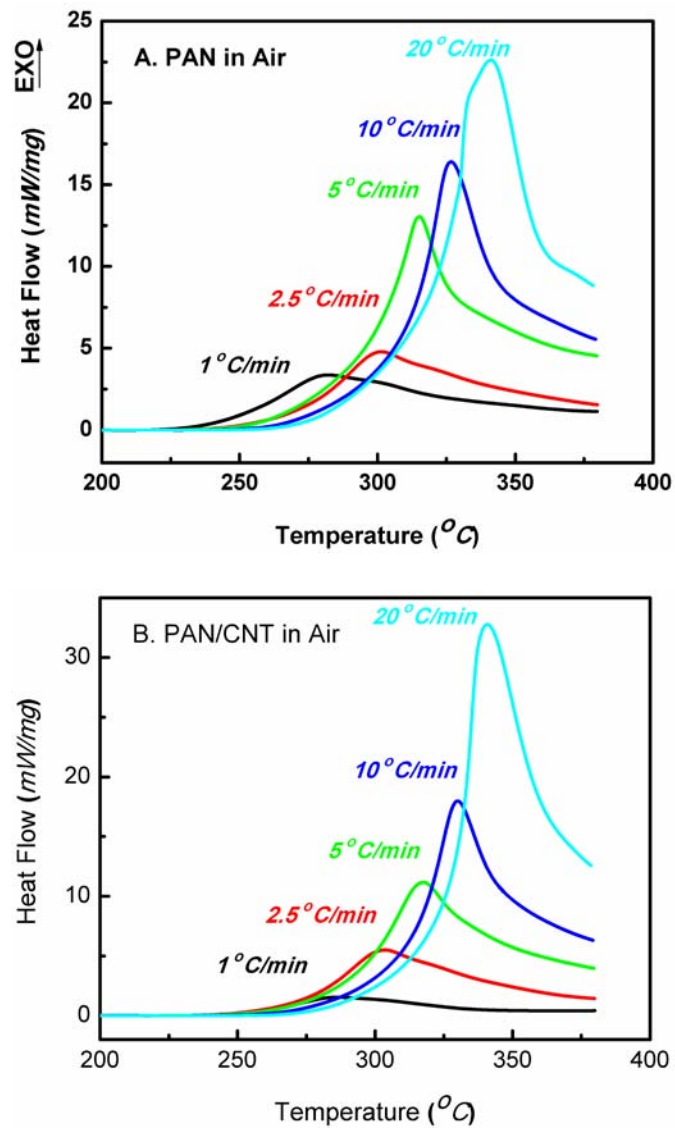 EXO
A. PAN in Air
20°C/min
10°C/min
5°C/min
2.5°C/min
1°C/min
Heat Flow (mW/mg)
25
20
15
10
5
0
200 250 300 350 400
Temperature (°C)
B. PAN/CNT in Air
20°C/min
10°C/min
5°C/min
2.5°C/min
1°C/min
Heat Flow (mW/mg)
30
20
10
0
200 250 300 350 400
Temperature (°C)